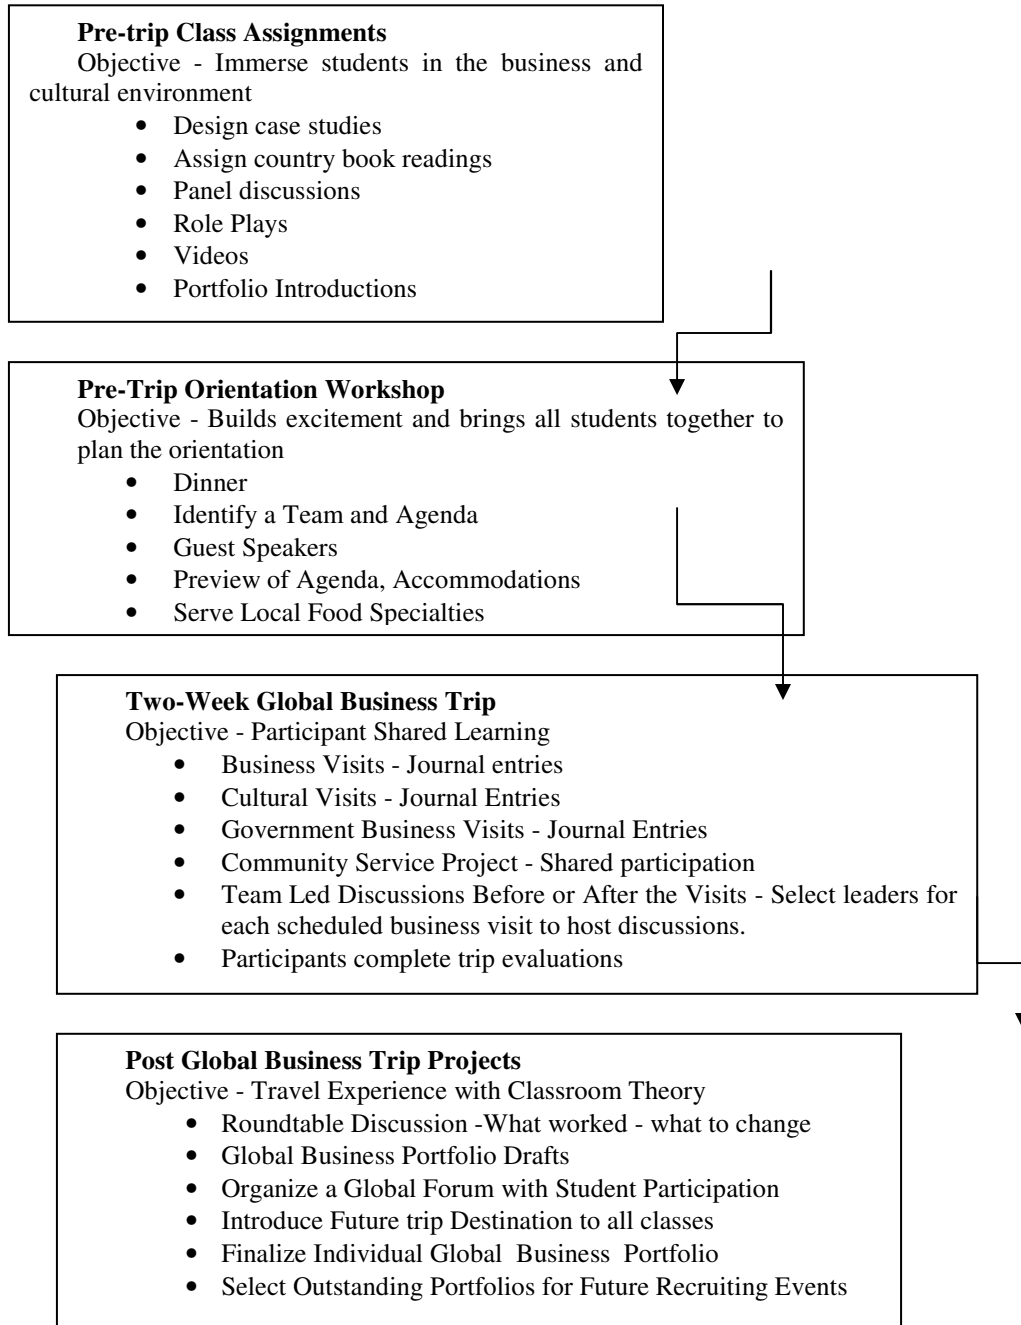 Pre-trip Class Assignments
Objective - Immerse students in the business and
cultural environment
• Design case studies
• Assign country book readings
• Panel discussions
• Role Plays
• Videos
• Portfolio Introductions
Pre-Trip Orientation Workshop
Objective - Builds excitement and brings all students together to
plan the orientation
• Dinner
• Identify a Team and Agenda
• Guest Speakers
• Preview of Agenda, Accommodations
• Serve Local Food Specialties
Two-Week Global Business Trip
Objective - Participant Shared Learning
• Business Visits - Journal entries
• Cultural Visits - Journal Entries
• Government Business Visits - Journal Entries
• Community Service Project - Shared participation
• Team Led Discussions Before or After the Visits - Select leaders for
each scheduled business visit to host discussions.
• Participants complete trip evaluations
Post Global Business Trip Projects
Objective - Travel Experience with Classroom Theory
• Roundtable Discussion -What worked - what to change
• Global Business Portfolio Drafts
• Organize a Global Forum with Student Participation
• Introduce Future trip Destination to all classes
• Finalize Individual Global Business Portfolio
• Select Outstanding Portfolios for Future Recruiting Events